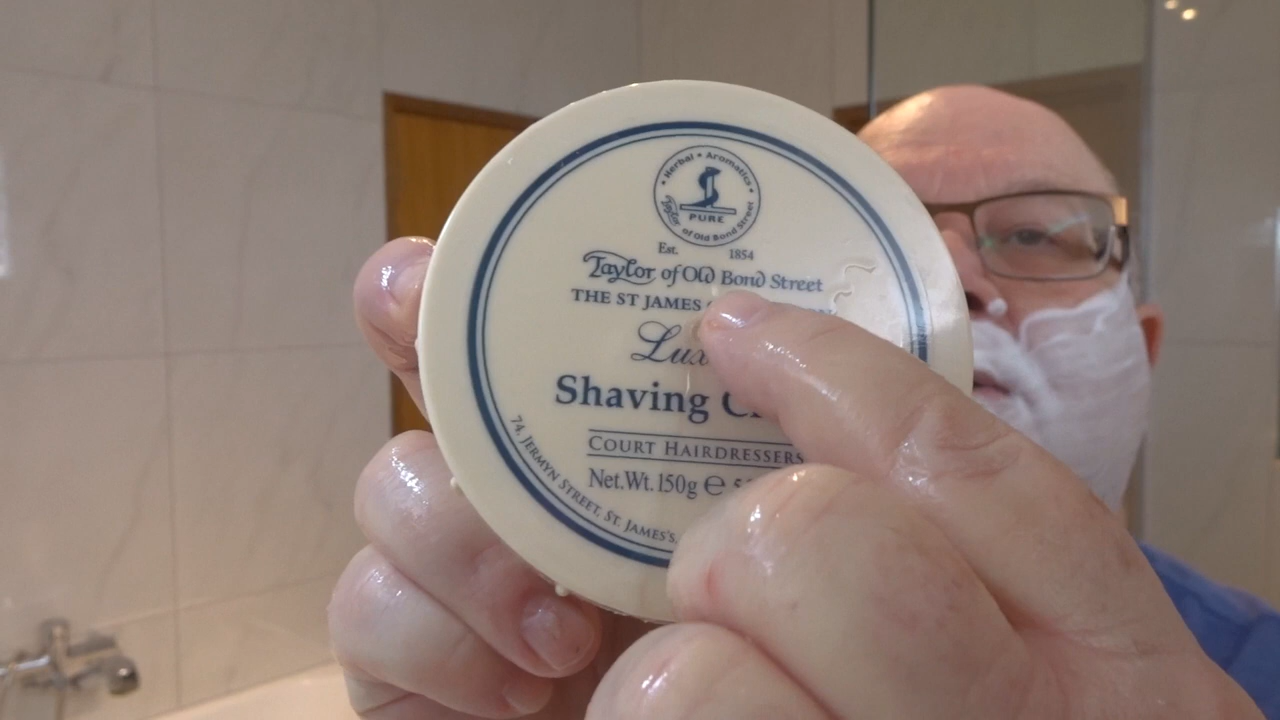 Herbal • Aromatics
PURE
Taylor of Old Bond Street
Est. 1854
Taylor of Old Bond Street
THE ST JAMES
Shaving
COURT HAIRDRESSERS
Net.Wt.150g ℮
74, JERMYN STREET, ST. JAMES'S,